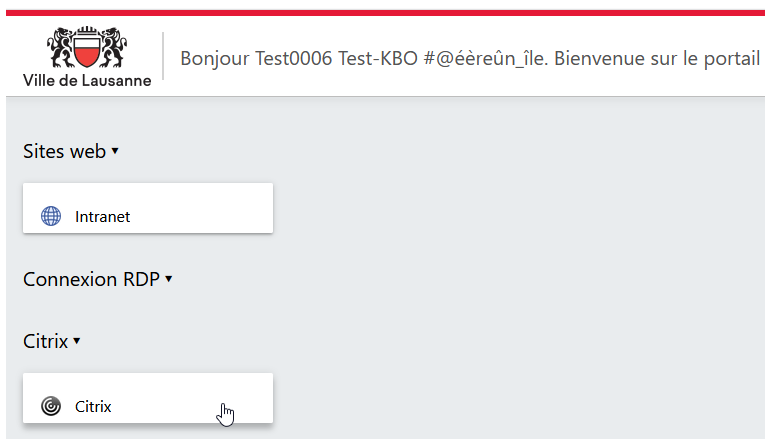 Ville de Lausanne
Bonjour Test0006 Test-KBO #@éèreûn_île. Bienvenue sur le portail
Sites web
Intranet
Connexion RDP
Citrix
Citrix